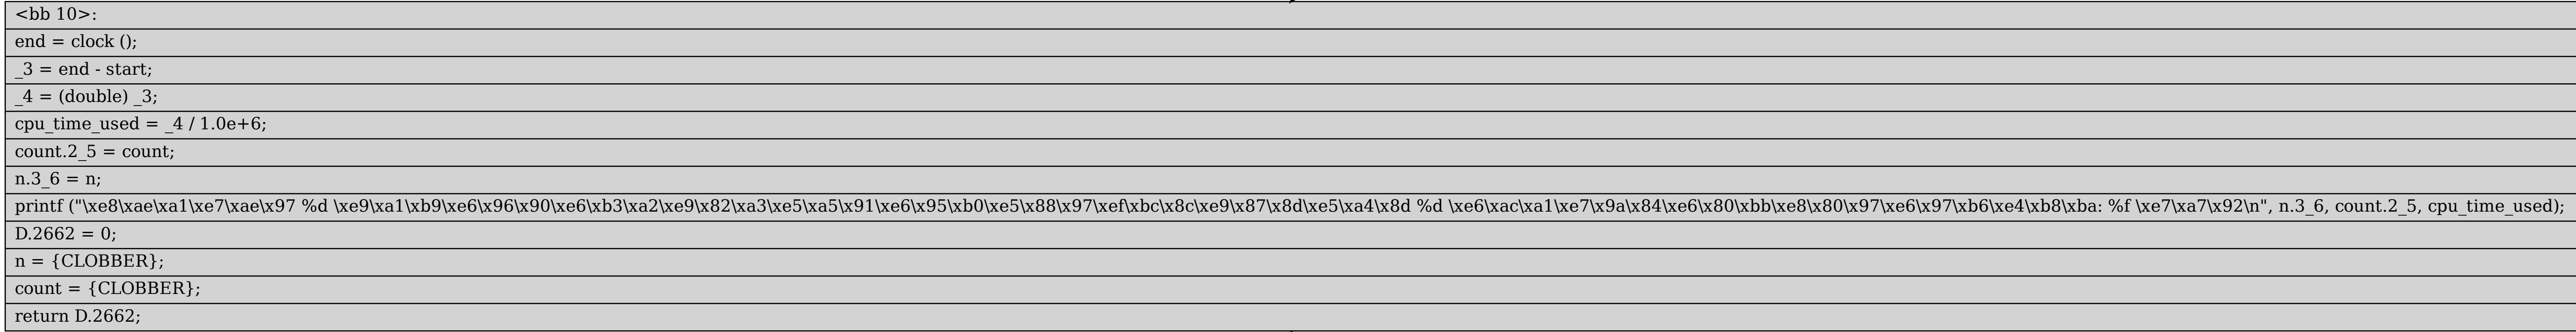 <bb 10>:
end = clock ();
_3 = end - start;
_4 = (double) _3;
cpu_time_used = _4 / 1.0e+6;
count.2_5 = count;
n.3_6 = n;
printf ("\xe8\xae\xa1\xe7\xae\x97 %d \xe9\xa1\xb9\xe6\x96\x90\xe6\xb3\xa2\xe9\x82\xa3\xe5\xa5\x91\xe6\x95\xb0\xe5\x88\x97\xef\xbc\x8c\xe9\x87\x8d\xe5\xa4\x8d %d \xe6\xac\xa1\xe7\x9a\x84\xe6\x80\xbb\xe8\x80\x97\xe6\x97\xb6\xe4\xb8\xba: %f \xe7\xa7\x92\n", n.3_6, count.2_5, cpu_time_used);
D.2662 = 0;
n = {CLOBBER};
count = {CLOBBER};
return D.2662;